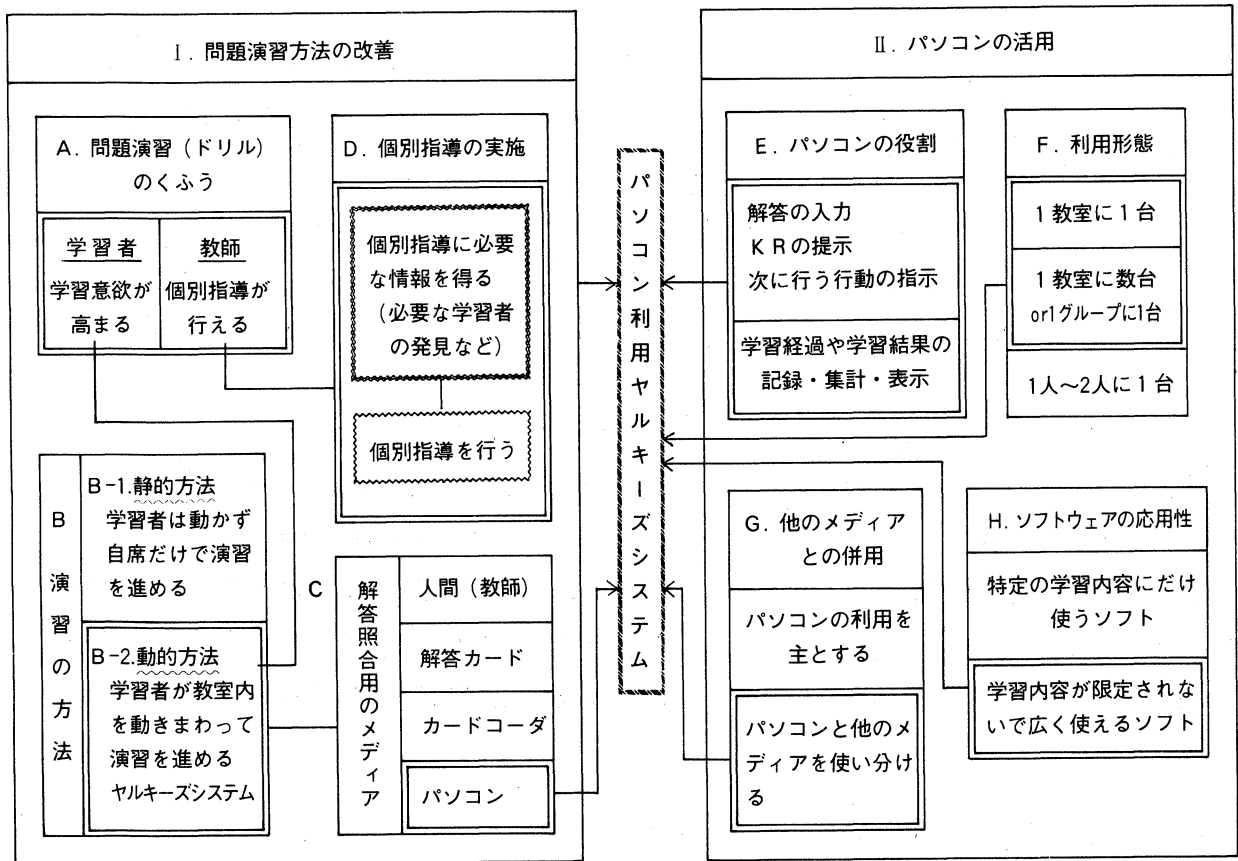 Ⅰ. 問題演習方法の改善
A. 問題演習（ドリル）
のくふう
学習者
学習意欲が
高まる
教師
個別指導が
行える
D. 個別指導の実施
個別指導に必要
な情報を得る
（必要な学習者
の発見など）
個別指導を行う
B 演習の方法
B-1.静的方法
学習者は動かず
自席だけで演習
を進める
B-2.動的方法
学習者が教室内
を動きまわって
演習を進める
ヤルキーズシステム
C
解答照合用のメディア
人間（教師）
解答カード
カードコーダ
パソコン
パソコン利用ヤルキーズシステム
Ⅱ. パソコンの活用
E. パソコンの役割
解答の入力
ＫＲの提示
次に行う行動の指示
学習経過や学習結果の
記録・集計・表示
F. 利用形態
1教室に1台
1教室に数台
or1グループに1台
1人〜2人に1台
G. 他のメディア
との併用
パソコンの利用を
主とする
パソコンと他のメ
ディアを使い分け
る
H. ソフトウェアの応用性
特定の学習内容にだけ
使うソフト
学習内容が限定されな
いで広く使えるソフト